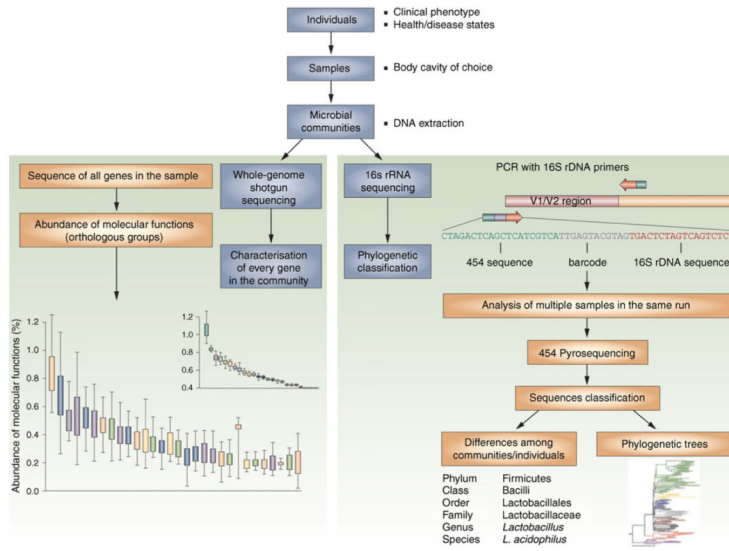 Individuals
▪ Clinical phenotype
▪ Health/disease states
Samples
▪ Body cavity of choice
Microbial
communities
▪ DNA extraction
Sequence of all genes in the sample
Abundance of molecular functions
(orthologous groups)
Whole-genome
shotgun
sequencing
Characterisation
of every gene
in the community
Abundance of molecular functions (%)
1.2
1.0
0.8
0.6
0.4
0.2
0.0
1.2
1.0
0.8
0.6
0.4
16s rRNA
sequencing
Phylogenetic
classification
PCR with 16S rDNA primers
V1/V2 region
CTAGACTCAGCTCATCGTCATTGAGTACGTAGTGACTCTAGTCAGTCTC
454 sequence
barcode
16S rDNA sequence
Analysis of multiple samples in the same run
454 Pyrosequencing
Sequences classification
Differences among
communities/individuals
Phylogenetic trees
Phylum Firmicutes
Class Bacilli
Order Lactobacillales
Family Lactobacillaceae
Genus Lactobacillus
Species L. acidophilus